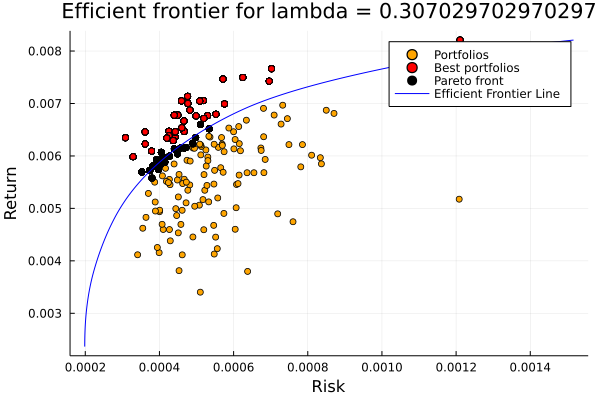 Efficient frontier for lambda = 0.307029702970297
Return
0.008
0.007
0.006
0.005
0.004
0.003
Portfolios
Best portfolios
Pareto front
Efficient Frontier Line
0.0002 0.0004 0.0006 0.0008 0.0010 0.0012 0.0014
Risk